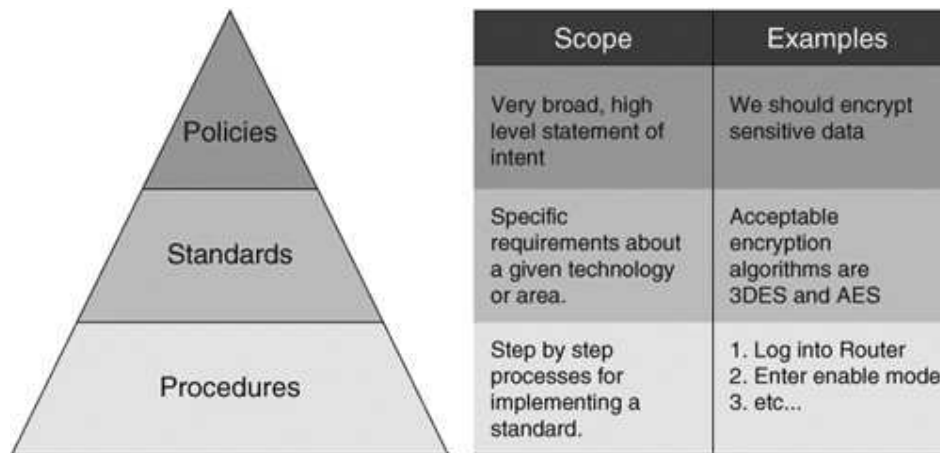 Policies
Standards
Procedures
Scope
Examples
Very broad, high
level statement of
intent
We should encrypt
sensitive data
Specific
requirements about
a given technology
or area.
Acceptable
encryption
algorithms are
3DES and AES
Step by step
processes for
implementing a
standard.
1. Log into Router
2. Enter enable mode
3. etc...